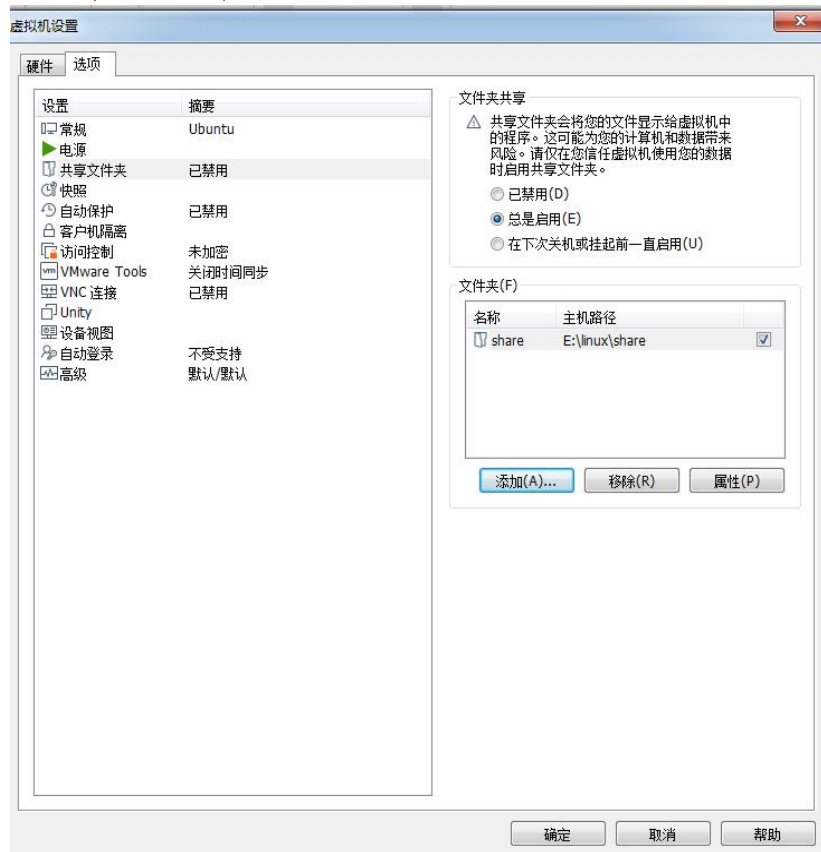 虚拟机设置
硬件 选项
设置 摘要
常规 Ubuntu
电源
共享文件夹 已禁用
快照
自动保护 已禁用
客户机隔离
访问控制 未加密
VMware Tools 关闭时间同步
VNC 连接 已禁用
Unity
设备视图
自动登录 不受支持
高级 默认/默认
文件夹共享
共享文件夹会将您的文件显示给虚拟机中
的程序。这可能为您的计算机和数据带来
风险。请仅在您信任虚拟机使用您的数据
时启用共享文件夹。
已禁用(D)
总是启用(E)
在下次关机或挂起前一直启用(U)
文件夹(F)
名称 主机路径
share E:\linux\share
添加(A)... 移除(R) 属性(P)
确定 取消 帮助